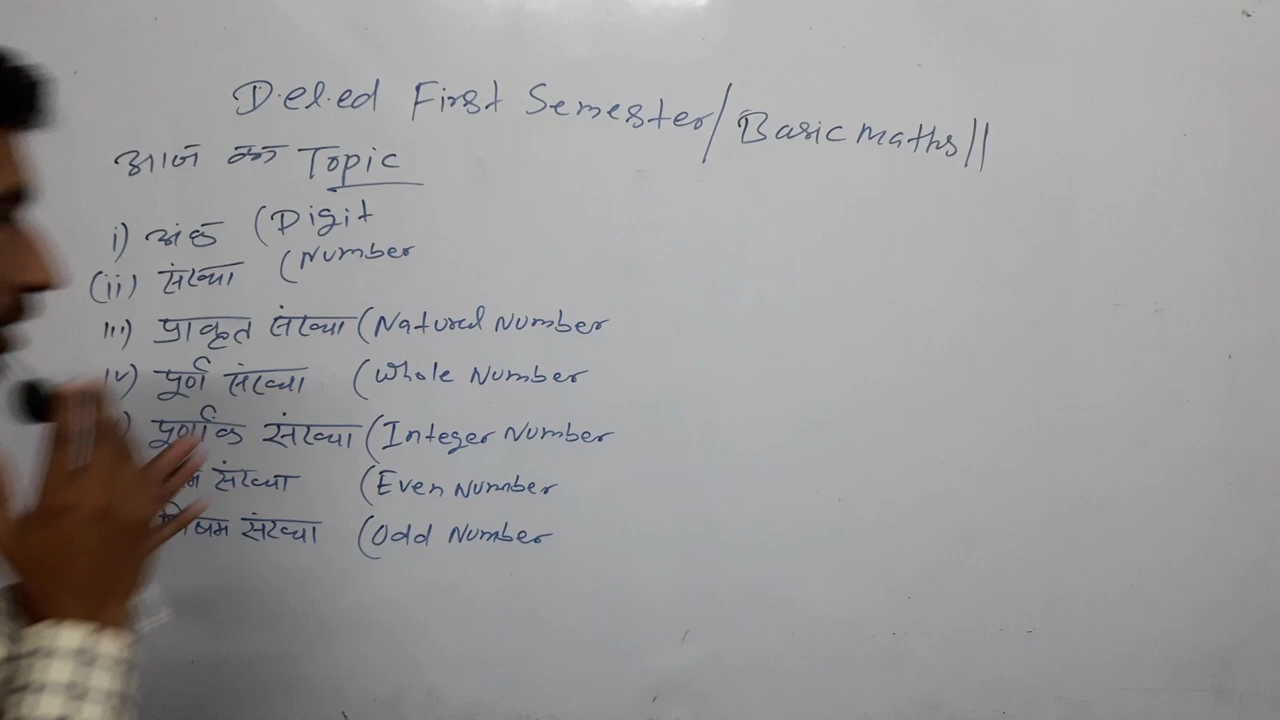 D.el.ed First Semester/Basic maths||
आज का Topic
i) अंक (Digit
(ii) संख्या (Number
iii) प्राकृत संख्या (Natural Number
iv) पूर्ण संख्या (Whole Number
) पूर्णांक संख्या (Integer Number
म संख्या (Even Number
विषम संख्या (Odd Number